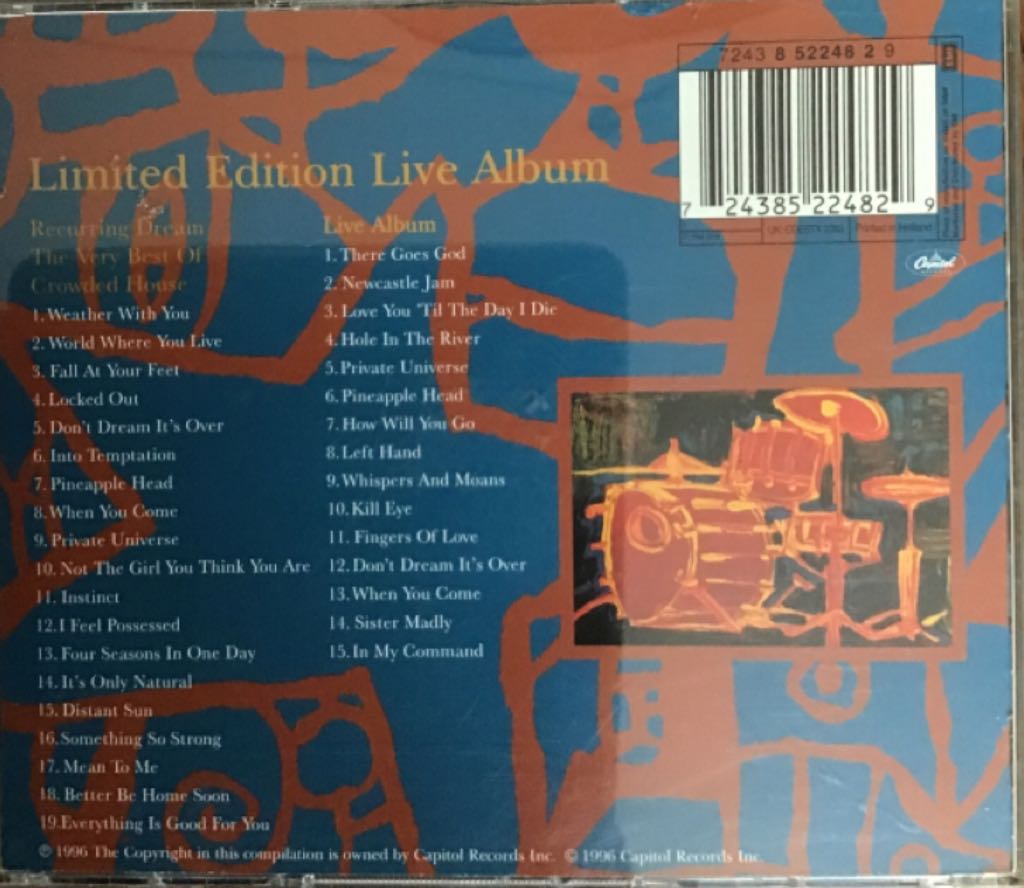 7243 8 52248 2 9
7 24385 22482 9
Printed in Holland
Capitol
Limited Edition Live Album
Recurring Dream
The Very Best Of
Crowded House
1. Weather With You
2. World Where You Live
3. Fall At Your Feet
4. Locked Out
5. Don't Dream It's Over
6. Into Temptation
7. Pineapple Head
8. When You Come
9. Private Universe
10. Not The Girl You Think You Are
11. Instinct
12. I Feel Possessed
13. Four Seasons In One Day
14. It's Only Natural
15. Distant Sun
16. Something So Strong
17. Mean To Me
18. Better Be Home Soon
19. Everything Is Good For You
Live Album
1. There Goes God
2. Newcastle Jam
3. Love You 'Til The Day I Die
4. Hole In The River
5. Private Universe
6. Pineapple Head
7. How Will You Go
8. Left Hand
9. Whispers And Moans
10. Kill Eye
11. Fingers Of Love
12. Don't Dream It's Over
13. When You Come
14. Sister Madly
15. In My Command
℗ 1996 The Copyright in this compilation is owned by Capitol Records Inc. © 1996 Capitol Records Inc.